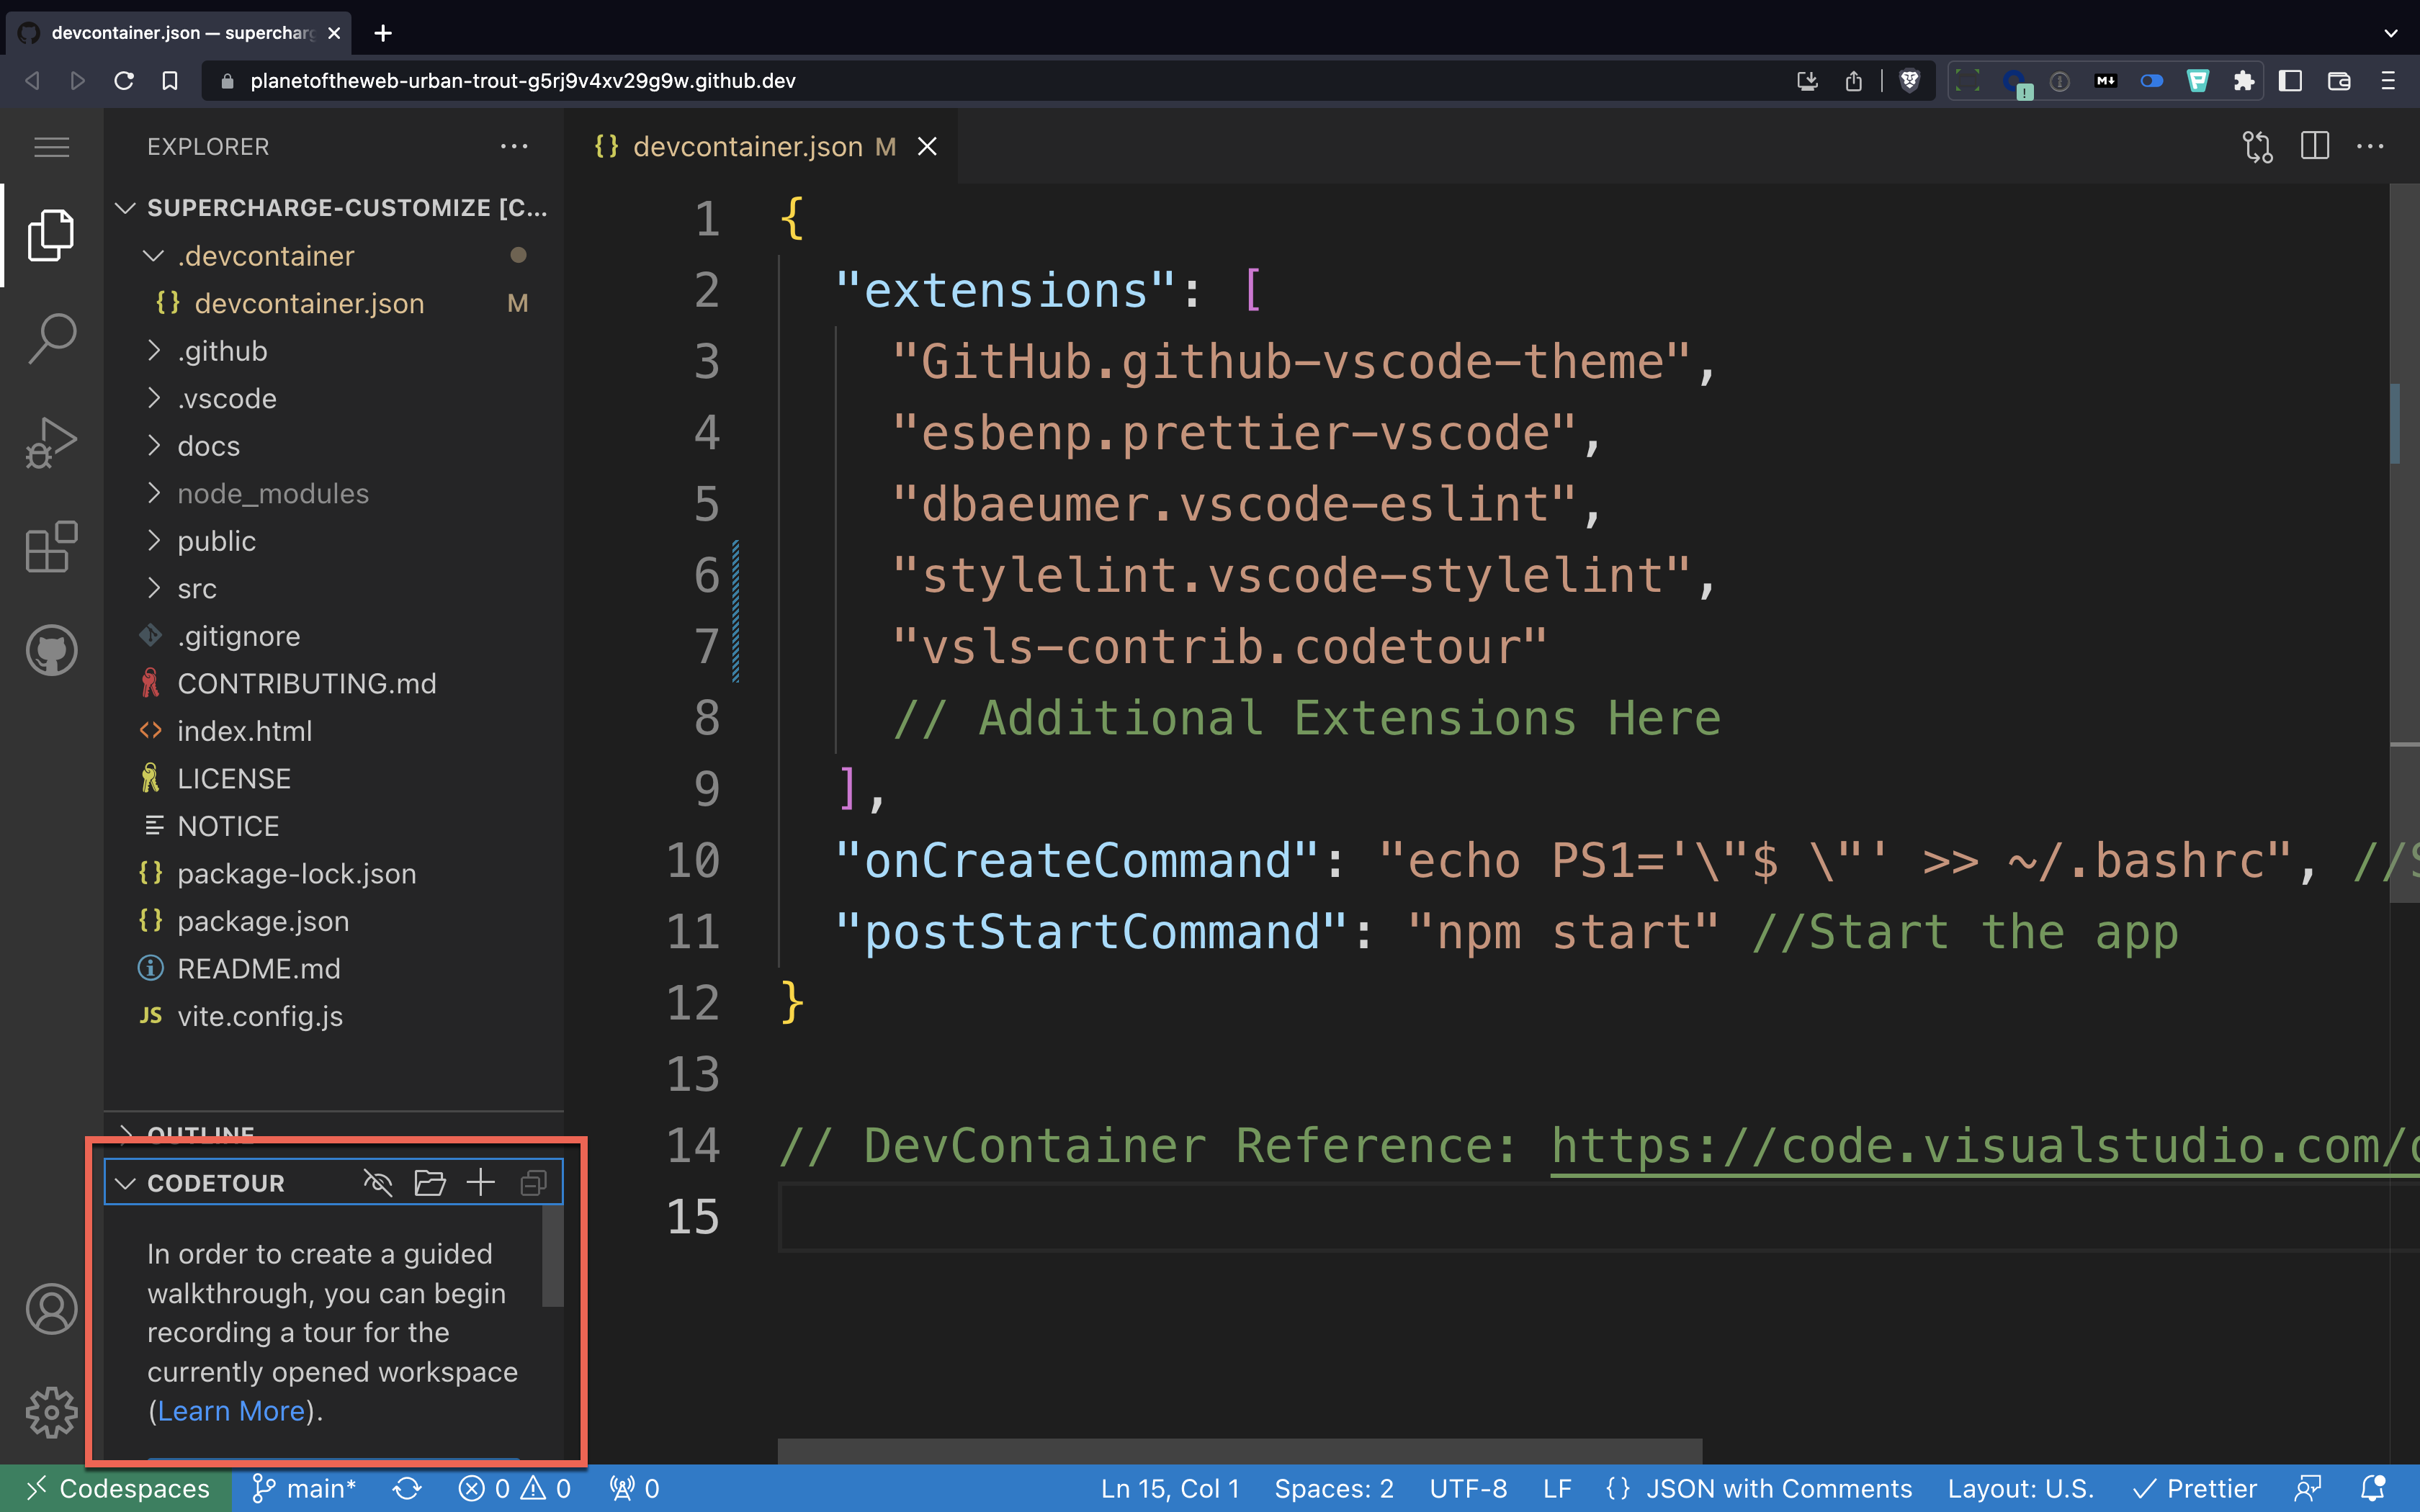 devcontainer.json — supercharg
planetoftheweb-urban-trout-g5rj9v4xv29g9w.github.dev
EXPLORER
SUPERCHARGE-CUSTOMIZE [C...
.devcontainer
{} devcontainer.json M
.github
.vscode
docs
node_modules
public
src
.gitignore
CONTRIBUTING.md
<> index.html
LICENSE
NOTICE
{} package-lock.json
{} package.json
README.md
JS vite.config.js
OUTLINE
CODETOUR
In order to create a guided
walkthrough, you can begin
recording a tour for the
currently opened workspace
(Learn More).
{} devcontainer.json M
1 {
2 "extensions": [
3 "GitHub.github-vscode-theme",
4 "esbenp.prettier-vscode",
5 "dbaeumer.vscode-eslint",
6 "stylelint.vscode-stylelint",
7 "vsls-contrib.codetour"
8 // Additional Extensions Here
9 ],
10 "onCreateCommand": "echo PS1='\"$ \"' >> ~/.bashrc", //S
11 "postStartCommand": "npm start" //Start the app
12 }
13
14 // DevContainer Reference: https://code.visualstudio.com/
15
Codespaces main* 0 0 0 Ln 15, Col 1 Spaces: 2 UTF-8 LF {} JSON with Comments Layout: U.S. Prettier